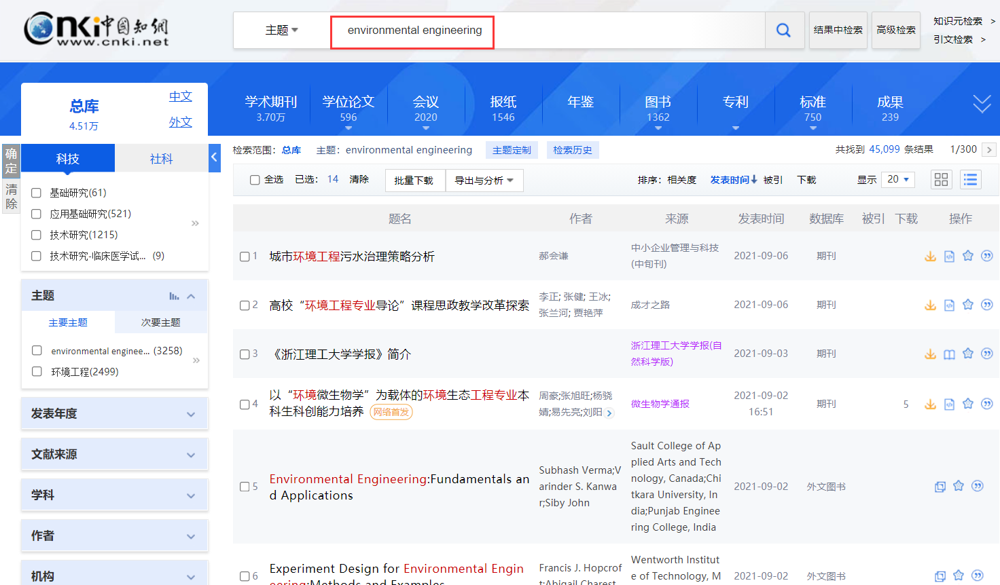 cnki中国知网
www.cnki.net
主题
environmental engineering
结果中检索
高级检索
知识元检索 >
引文检索 >
总库
4.51万
中文
外文
学术期刊
3.70万
学位论文
596
会议
2020
报纸
1546
年鉴
图书
1362
专利
标准
750
成果
239
确定
清除
科技
社科
基础研究(61)
应用基础研究(521)
技术研究(1215)
技术研究-临床医学试... (9)
主题
主要主题
次要主题
environmental enginee... (3258)
环境工程(2499)
发表年度
文献来源
学科
作者
机构
检索范围：总库 主题：environmental engineering 主题定制 检索历史
共找到 45,099 条结果 1/300
全选 已选：14 清除 批量下载 导出与分析
排序：相关度 发表时间↓ 被引 下载 显示 20
题名 作者 来源 发表时间 数据库 被引 下载 操作
1 城市环境工程污水治理策略分析
郝会谦
中小企业管理与科技
(中旬刊)
2021-09-06 期刊
2 高校“环境工程专业导论”课程思政教学改革探索
李正; 张健; 王冰;
张兰河; 贾艳萍
成才之路
2021-09-06 期刊
3 《浙江理工大学学报》简介
浙江理工大学学报(自
然科学版)
2021-09-03 期刊
4 以“环境微生物学”为载体的环境生态工程专业本
科生科创能力培养 网络首发
周豪;张旭旺;杨骁
婧;易先亮;刘阳
微生物学通报
2021-09-02
16:51
期刊 5
5 Environmental Engineering:Fundamentals an
d Applications
Subhash Verma;V
arinder S. Kanwa
r;Siby John
Sault College of Ap
plied Arts and Tech
nology, Canada;Chi
tkara University, In
dia;Punjab Enginee
ring College, India
2021-09-02 外文图书
6 Experiment Design for Environmental Engin
eering:Methods and Examples
Francis J. Hopcrof
t;Abigail Charest
Wentworth Institut
e of Technology, M
2021-09-02 外文图书